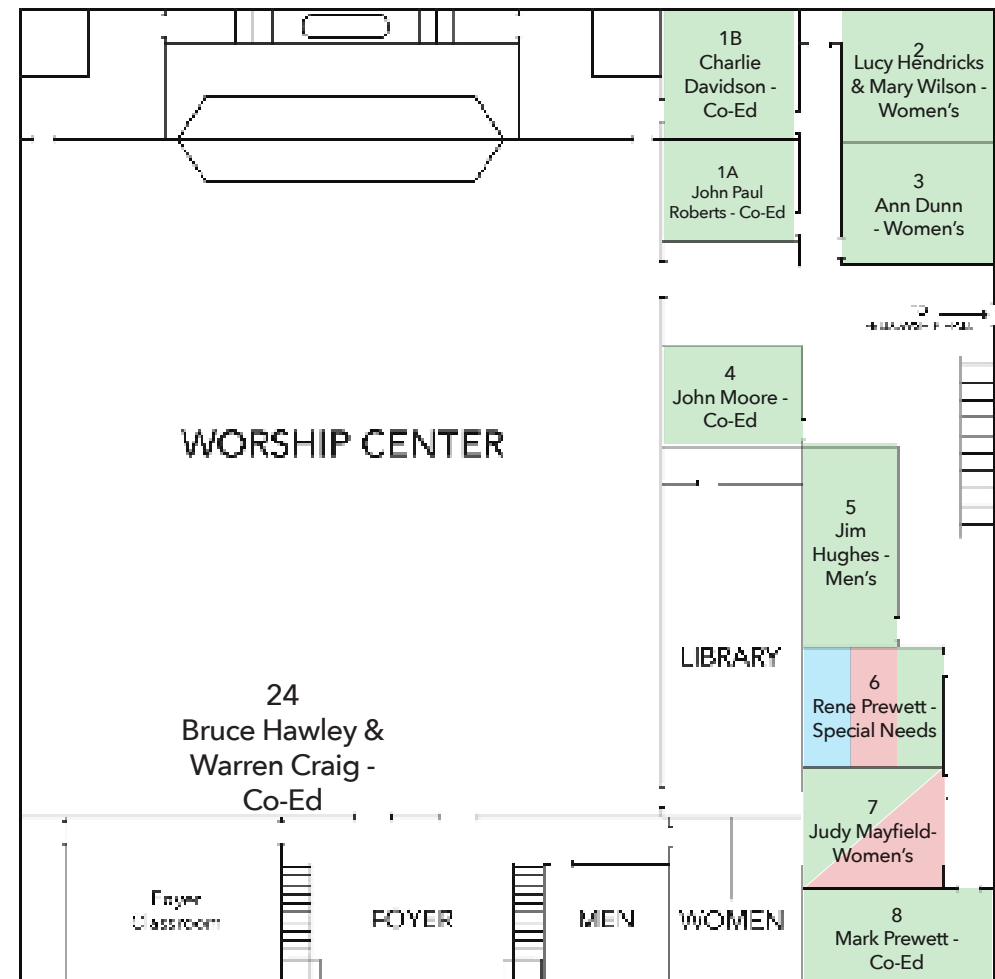 1B
Charlie
Davidson -
Co-Ed
2
Lucy Hendricks
& Mary Wilson -
Women's
1A
John Paul
Roberts - Co-Ed
3
Ann Dunn
- Women's
TO
4
John Moore -
Co-Ed
WORSHIP CENTER
5
Jim
Hughes -
Men's
LIBRARY
6
Rene Prewett -
Special Needs
24
Bruce Hawley &
Warren Craig -
Co-Ed
7
Judy Mayfield-
Women's
Foyer
Classroom
FOYER
MEN
WOMEN
8
Mark Prewett -
Co-Ed